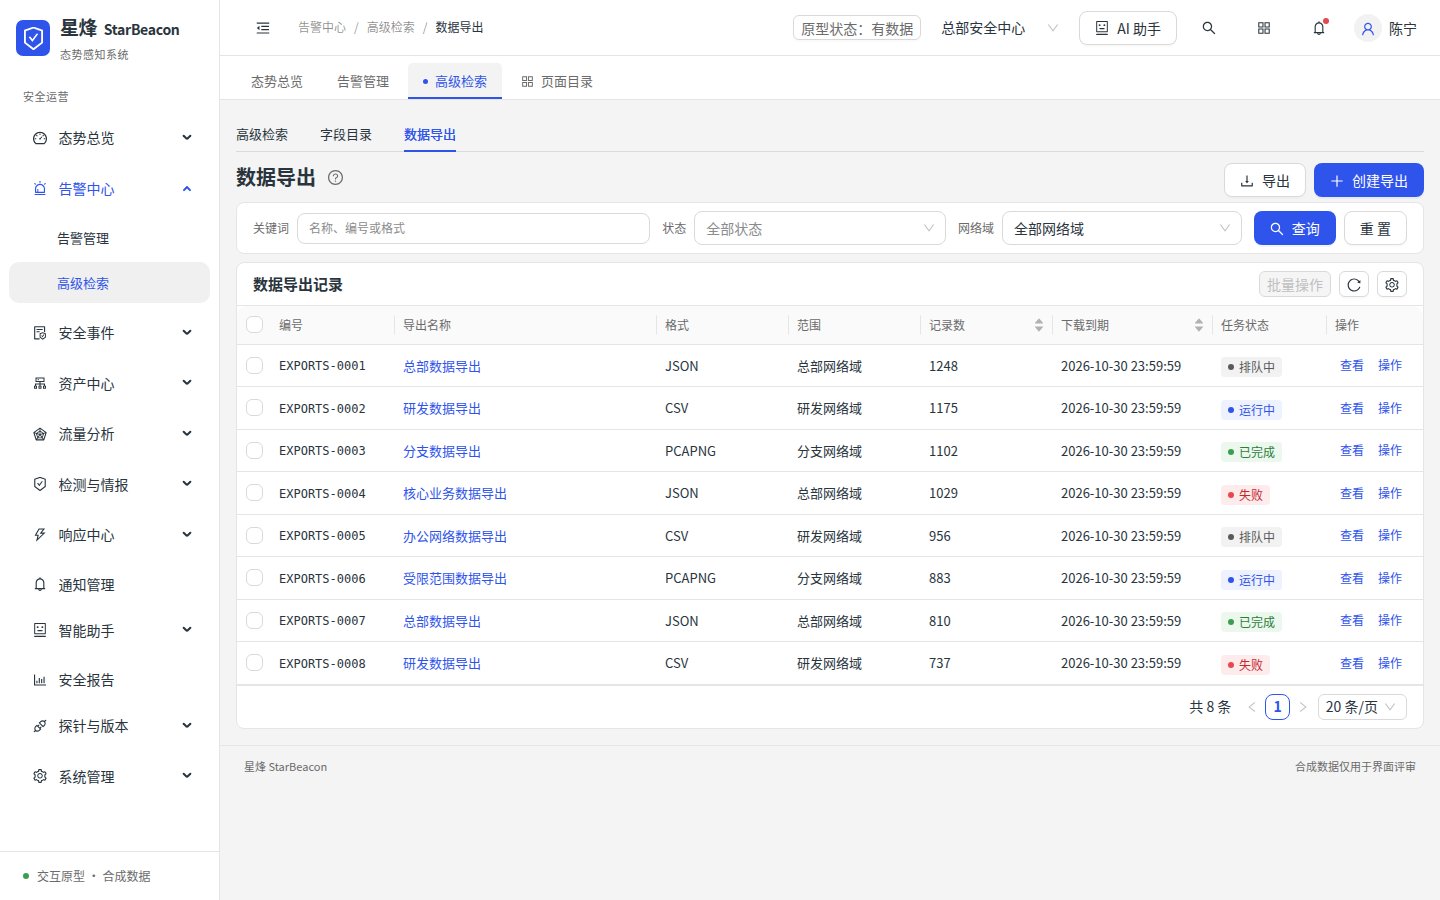 星烽 StarBeacon
态势感知系统
安全运营
态势总览
告警中心
告警管理
高级检索
安全事件
资产中心
流量分析
检测与情报
响应中心
通知管理
智能助手
安全报告
探针与版本
系统管理
交互原型 · 合成数据
告警中心 / 高级检索 / 数据导出
原型状态：有数据
总部安全中心
AI 助手
陈宁
态势总览 告警管理 高级检索 页面目录
高级检索 字段目录 数据导出
数据导出
导出 创建导出
关键词 名称、编号或格式 状态 全部状态 网络域 全部网络域 查询 重 置
数据导出记录 批量操作
编号 导出名称 格式 范围 记录数 下载到期 任务状态 操作
EXPORTS-0001 总部数据导出 JSON 总部网络域 1248 2026-10-30 23:59:59 排队中 查看 操作
EXPORTS-0002 研发数据导出 CSV 研发网络域 1175 2026-10-30 23:59:59 运行中 查看 操作
EXPORTS-0003 分支数据导出 PCAPNG 分支网络域 1102 2026-10-30 23:59:59 已完成 查看 操作
EXPORTS-0004 核心业务数据导出 JSON 总部网络域 1029 2026-10-30 23:59:59 失败 查看 操作
EXPORTS-0005 办公网络数据导出 CSV 研发网络域 956 2026-10-30 23:59:59 排队中 查看 操作
EXPORTS-0006 受限范围数据导出 PCAPNG 分支网络域 883 2026-10-30 23:59:59 运行中 查看 操作
EXPORTS-0007 总部数据导出 JSON 总部网络域 810 2026-10-30 23:59:59 已完成 查看 操作
EXPORTS-0008 研发数据导出 CSV 研发网络域 737 2026-10-30 23:59:59 失败 查看 操作
共 8 条 1 20 条/页
星烽 StarBeacon
合成数据仅用于界面评审